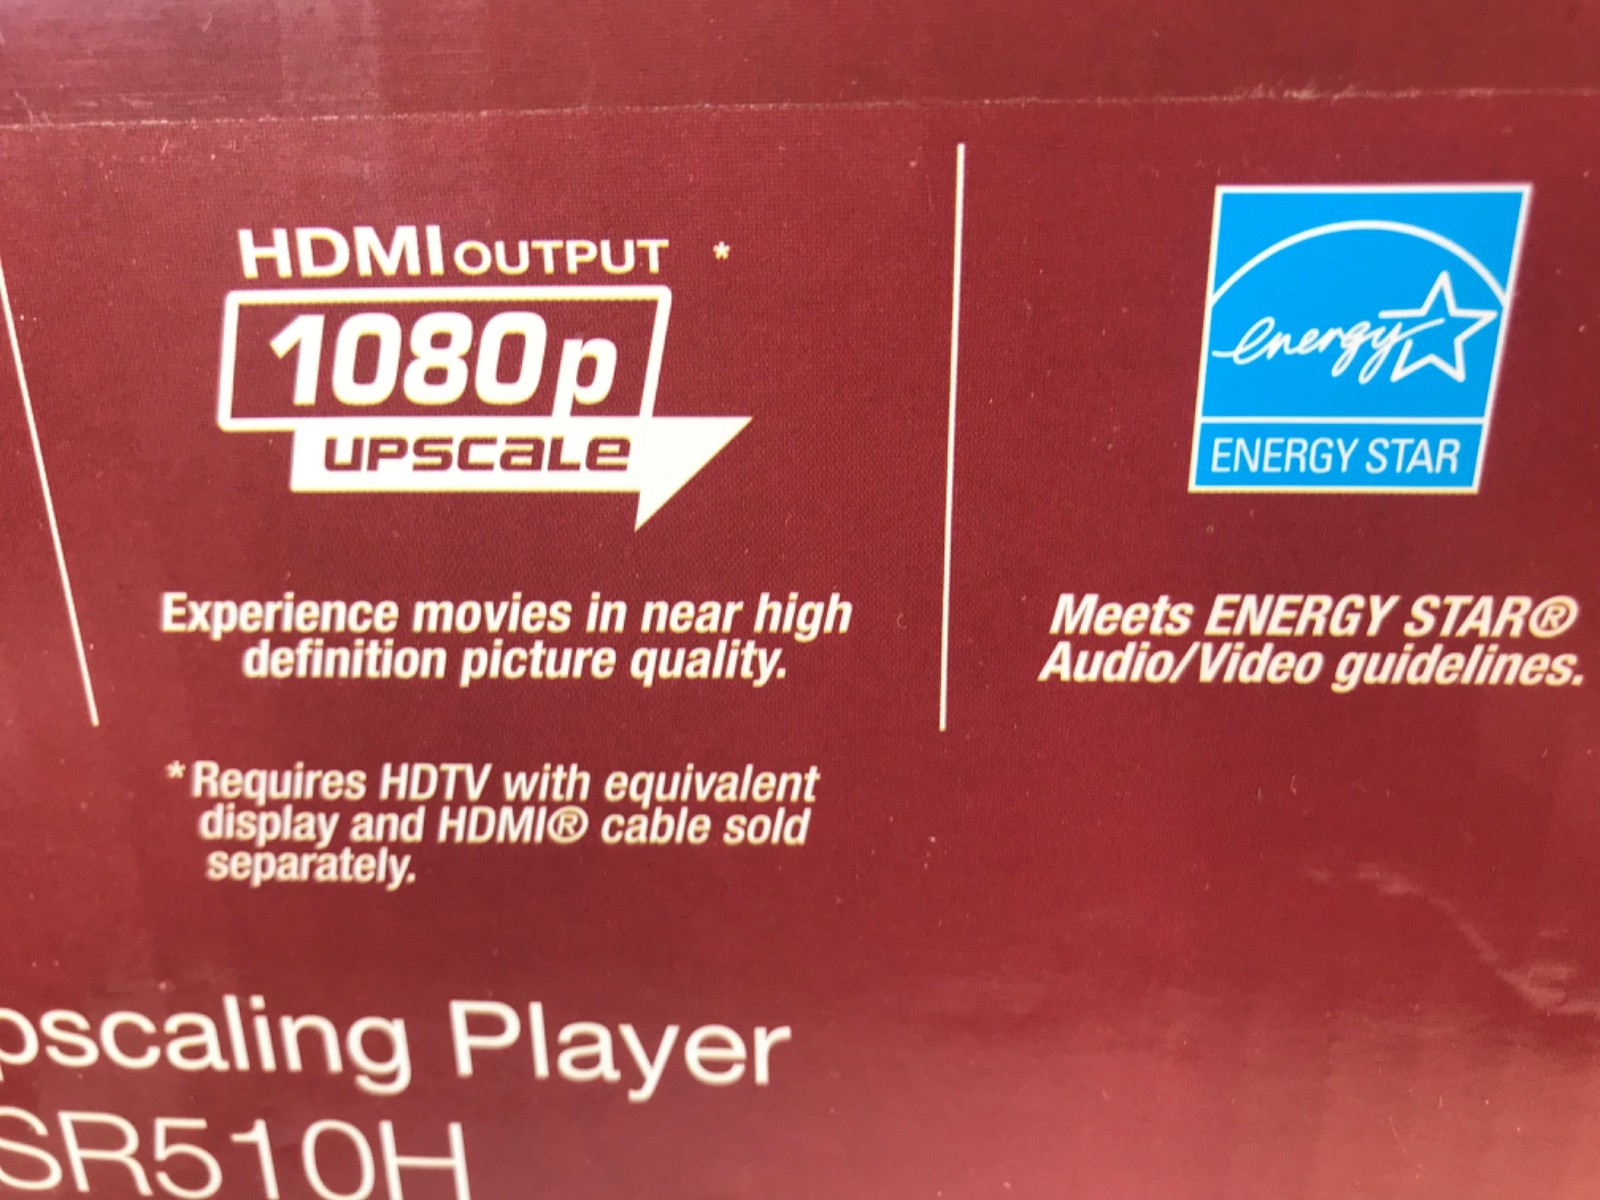 HDMI OUTPUT *
1080p
UPSCALE
Experience movies in near high
definition picture quality.
*Requires HDTV with equivalent
display and HDMI® cable sold
separately.
energy
ENERGY STAR
Meets ENERGY STAR®
Audio/Video guidelines.
pscaling Player
SR510H